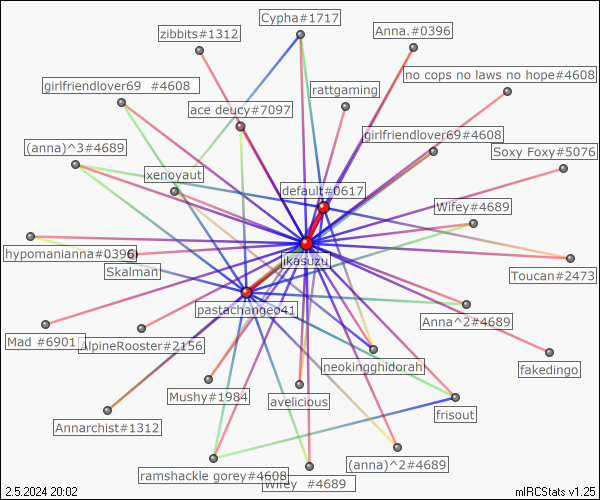 Cypha#1717
zibbits#1312
Anna.#0396
no cops no laws no hope#4608
girlfriendlover69 #4608
rattgaming
ace deucy#7097
girlfriendlover69#4608
(anna)^3#4689
Soxy Foxy#5076
xenoyaut
default#0617
Wifey#4689
hypomanianna#0396
ikasuzu
Skalman
Toucan#2473
pastachangeo41
Anna^2#4689
Mad #6901
AlpineRooster#2156
neokingghidorah
fakedingo
Mushy#1984
avelicious
frisout
Annarchist#1312
(anna)^2#4689
ramshackle gorey#4608
Wifey #4689
2.5.2024 20:02
mIRCStats v1.25